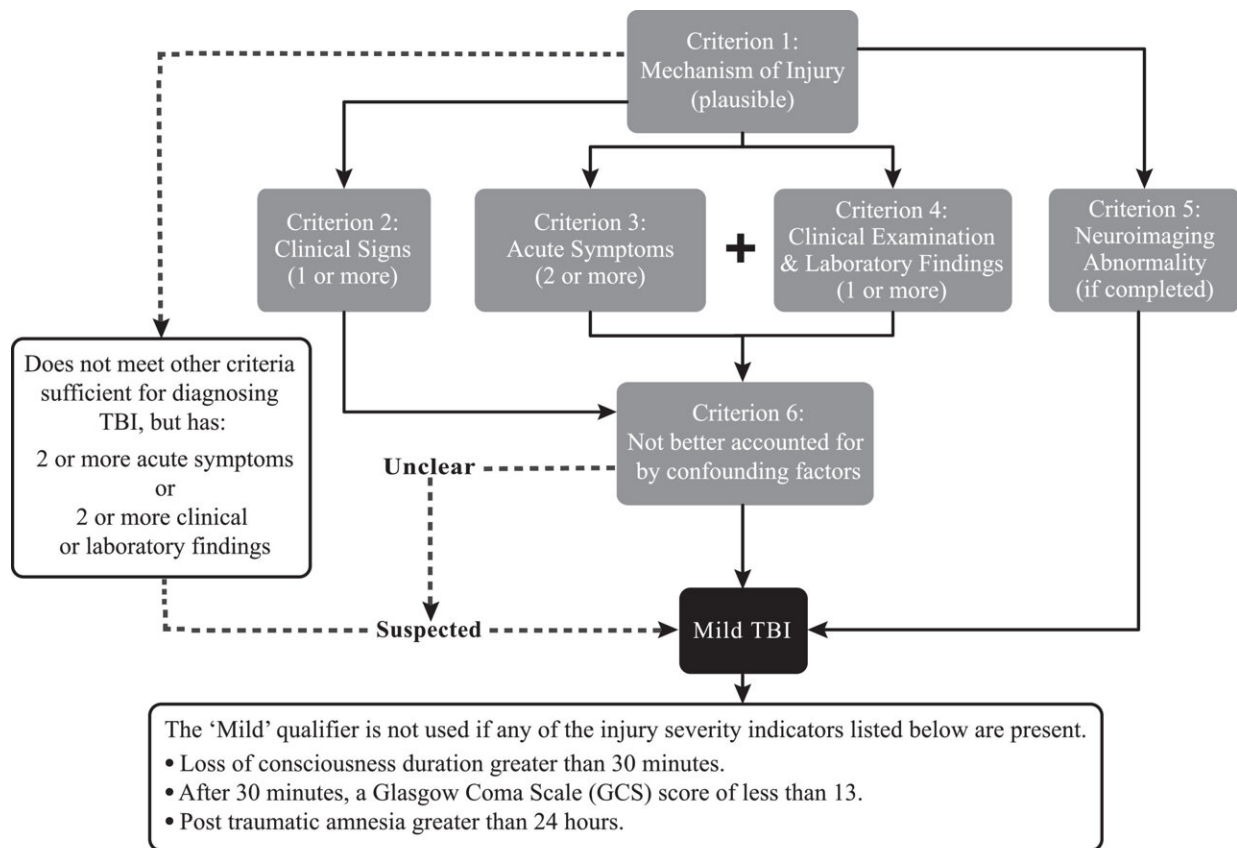 Criterion 1:
Mechanism of Injury
(plausible)
Criterion 2:
Clinical Signs
(1 or more)
Criterion 3:
Acute Symptoms
(2 or more)
+
Criterion 4:
Clinical Examination
& Laboratory Findings
(1 or more)
Criterion 5:
Neuroimaging
Abnormality
(if completed)
Does not meet other criteria
sufficient for diagnosing
TBI, but has:
2 or more acute symptoms
or
2 or more clinical
or laboratory findings
Criterion 6:
Not better accounted for
by confounding factors
Unclear
Suspected
Mild TBI
The ‘Mild’ qualifier is not used if any of the injury severity indicators listed below are present.
• Loss of consciousness duration greater than 30 minutes.
• After 30 minutes, a Glasgow Coma Scale (GCS) score of less than 13.
• Post traumatic amnesia greater than 24 hours.